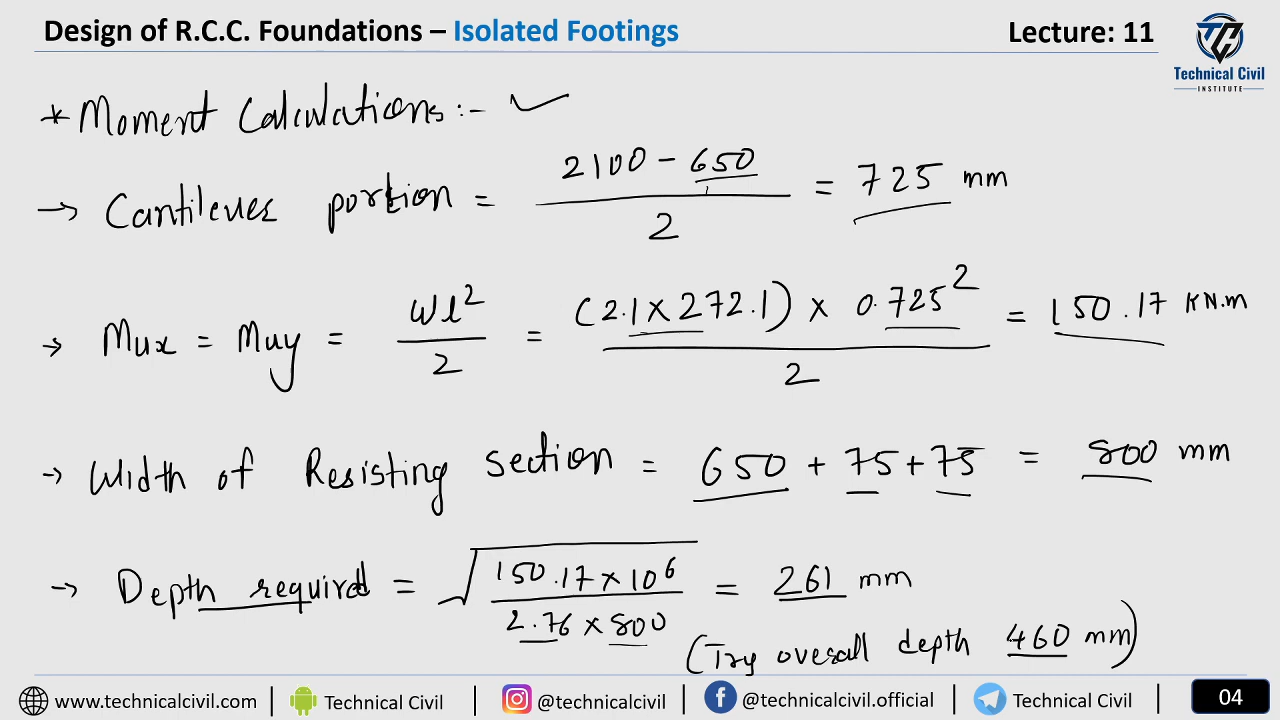 Design of R.C.C. Foundations – Isolated Footings
Lecture: 11
TC
Technical Civil
INSTITUTE
* Moment Calculations :- ✓
→ Cantilever portion = (2100 - 650) / 2 = 725 mm
→ Mux = Muy = wl² / 2 = (2.1 × 272.1) × 0.725² / 2 = 150.17 KN.m
→ Width of Resisting section = 650 + 75 + 75 = 800 mm
→ Depth required = √(150.17 × 10⁶ / 2.76 × 800) = 261 mm
(Try overall depth 460 mm)
www.technicalcivil.com | Technical Civil | @technicalcivil | @technicalcivil.official | Technical Civil | 04